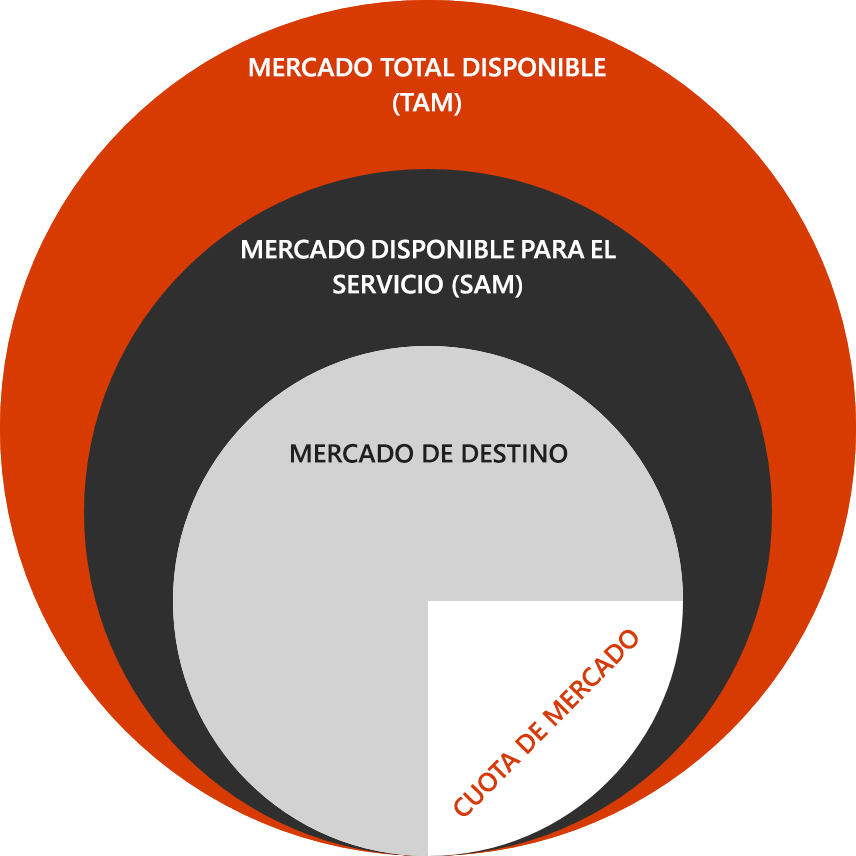 MERCADO TOTAL DISPONIBLE
(TAM)
MERCADO DISPONIBLE PARA EL
SERVICIO (SAM)
MERCADO DE DESTINO
CUOTA DE MERCADO